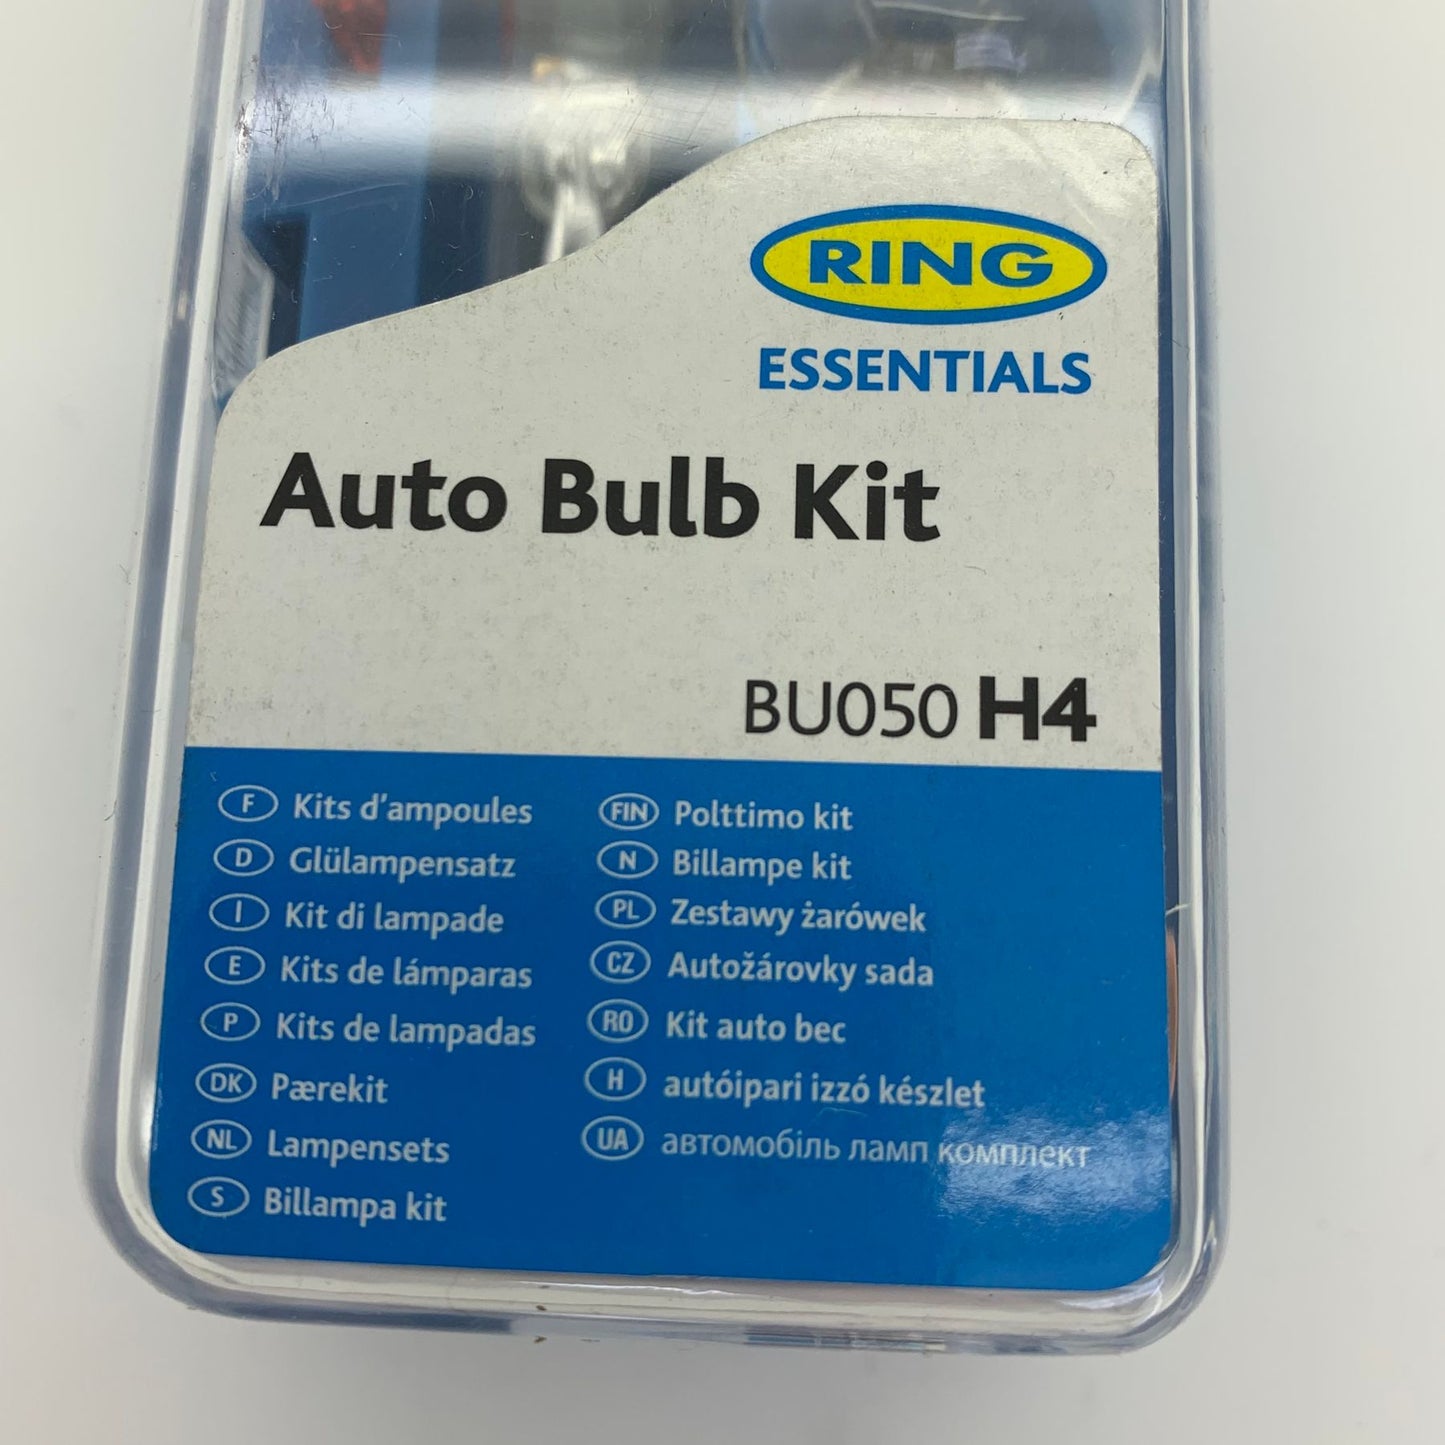 RING
ESSENTIALS
Auto Bulb Kit
BU050 H4
F Kits d'ampoules
D Glülampensatz
I Kit di lampade
E Kits de lámparas
P Kits de lampadas
DK Pærekit
NL Lampensets
S Billampa kit
FIN Polttimo kit
N Billampe kit
PL Zestawy żarówek
CZ Autožárovky sada
RO Kit auto bec
H autóipari izzó készlet
UA автомобіль ламп комплект